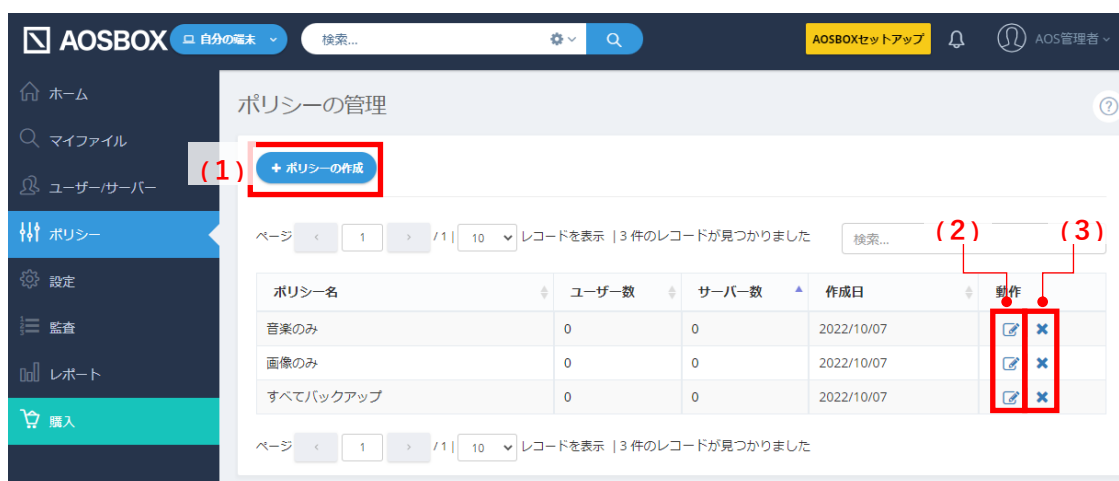 AOSBOX 自分の端末 検索... AOSBOXセットアップ AOS管理者
ホーム
マイファイル
ユーザー/サーバー
ポリシー
設定
監査
レポート
購入
ポリシーの管理
(1) + ポリシーの作成
ページ 1 / 1 | 10 レコードを表示 | 3 件のレコードが見つかりました 検索... (2) (3)
ポリシー名 ユーザー数 サーバー数 作成日 動作
音楽のみ 0 0 2022/10/07
画像のみ 0 0 2022/10/07
すべてバックアップ 0 0 2022/10/07
ページ 1 / 1 | 10 レコードを表示 | 3 件のレコードが見つかりました